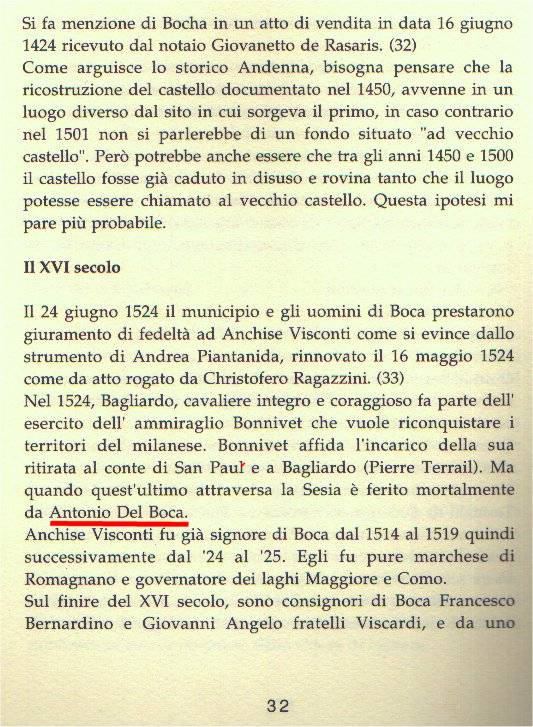 Si fa menzione di Bocha in un atto di vendita in data 16 giugno
1424 ricevuto dal notaio Giovanetto de Rasaris. (32)
Come arguisce lo storico Andenna, bisogna pensare che la
ricostruzione del castello documentato nel 1450, avvenne in un
luogo diverso dal sito in cui sorgeva il primo, in caso contrario
nel 1501 non si parlerebbe di un fondo situato "ad vecchio
castello". Però potrebbe anche essere che tra gli anni 1450 e 1500
il castello fosse già caduto in disuso e rovina tanto che il luogo
potesse essere chiamato al vecchio castello. Questa ipotesi mi
pare più probabile.
Il XVI secolo
Il 24 giugno 1524 il municipio e gli uomini di Boca prestarono
giuramento di fedeltà ad Anchise Visconti come si evince dallo
strumento di Andrea Piantanida, rinnovato il 16 maggio 1524
come da atto rogato da Christofero Ragazzini. (33)
Nel 1524, Bagliardo, cavaliere integro e coraggioso fa parte dell'
esercito dell' ammiraglio Bonnivet che vuole riconquistare i
territori del milanese. Bonnivet affida l'incarico della sua
ritirata al conte di San Paul e a Bagliardo (Pierre Terrail). Ma
quando quest'ultimo attraversa la Sesia è ferito mortalmente
da Antonio Del Boca.
Anchise Visconti fu già signore di Boca dal 1514 al 1519 quindi
successivamente dal '24 al '25. Egli fu pure marchese di
Romagnano e governatore dei laghi Maggiore e Como.
Sul finire del XVI secolo, sono consignori di Boca Francesco
Bernardino e Giovanni Angelo fratelli Viscardi, e da uno
32